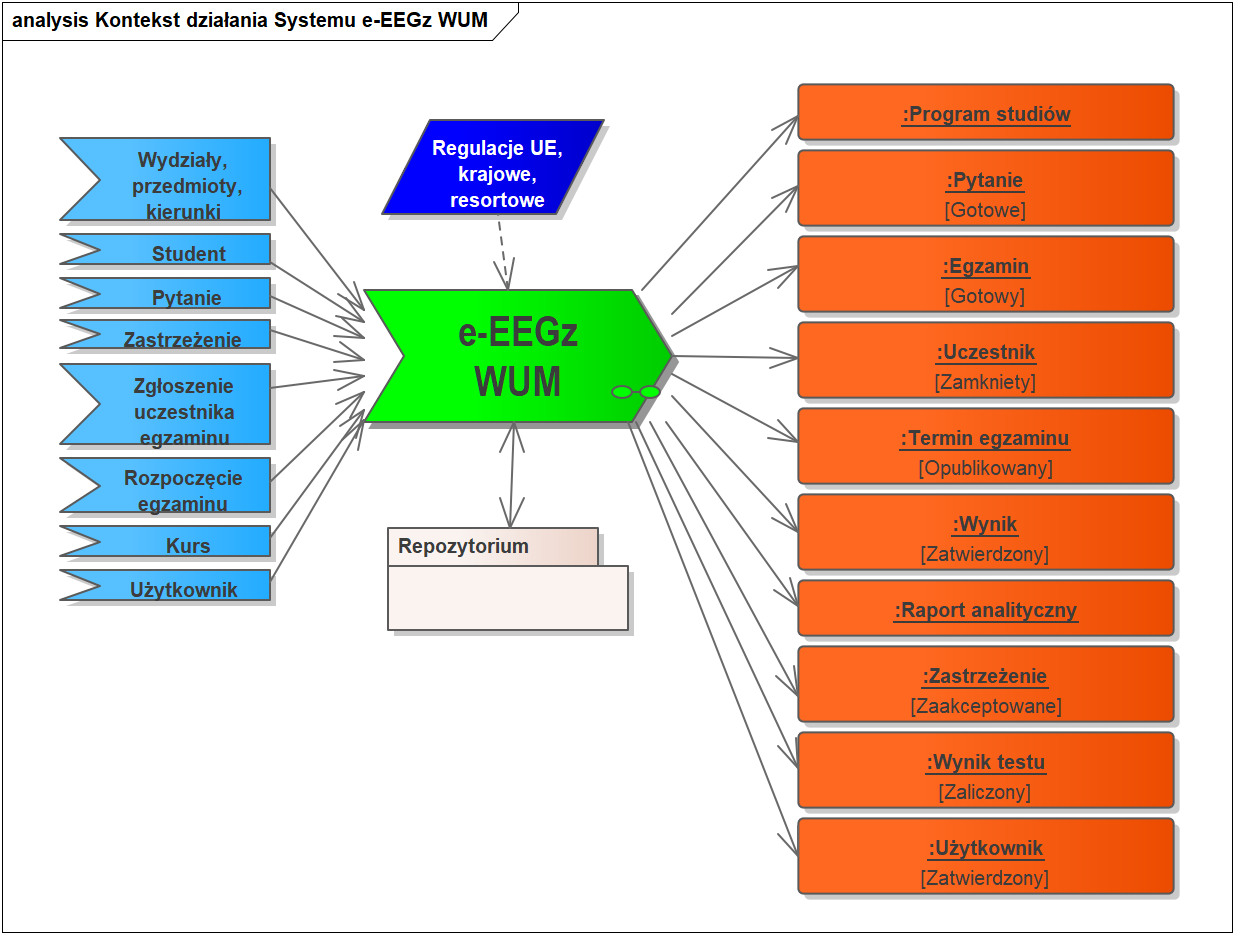 analysis Kontekst działania Systemu e-EEGz WUM
Wydziały,
przedmioty,
kierunki
Student
Pytanie
Zastrzeżenie
Zgłoszenie
uczestnika
egzaminu
Rozpoczęcie
egzaminu
Kurs
Użytkownik
Regulacje UE,
krajowe,
resortowe
e-EEGz
WUM
Repozytorium
:Program studiów
:Pytanie
[Gotowe]
:Egzamin
[Gotowy]
:Uczestnik
[Zamkniety]
:Termin egzaminu
[Opublikowany]
:Wynik
[Zatwierdzony]
:Raport analityczny
:Zastrzeżenie
[Zaakceptowane]
:Wynik testu
[Zaliczony]
:Użytkownik
[Zatwierdzony]